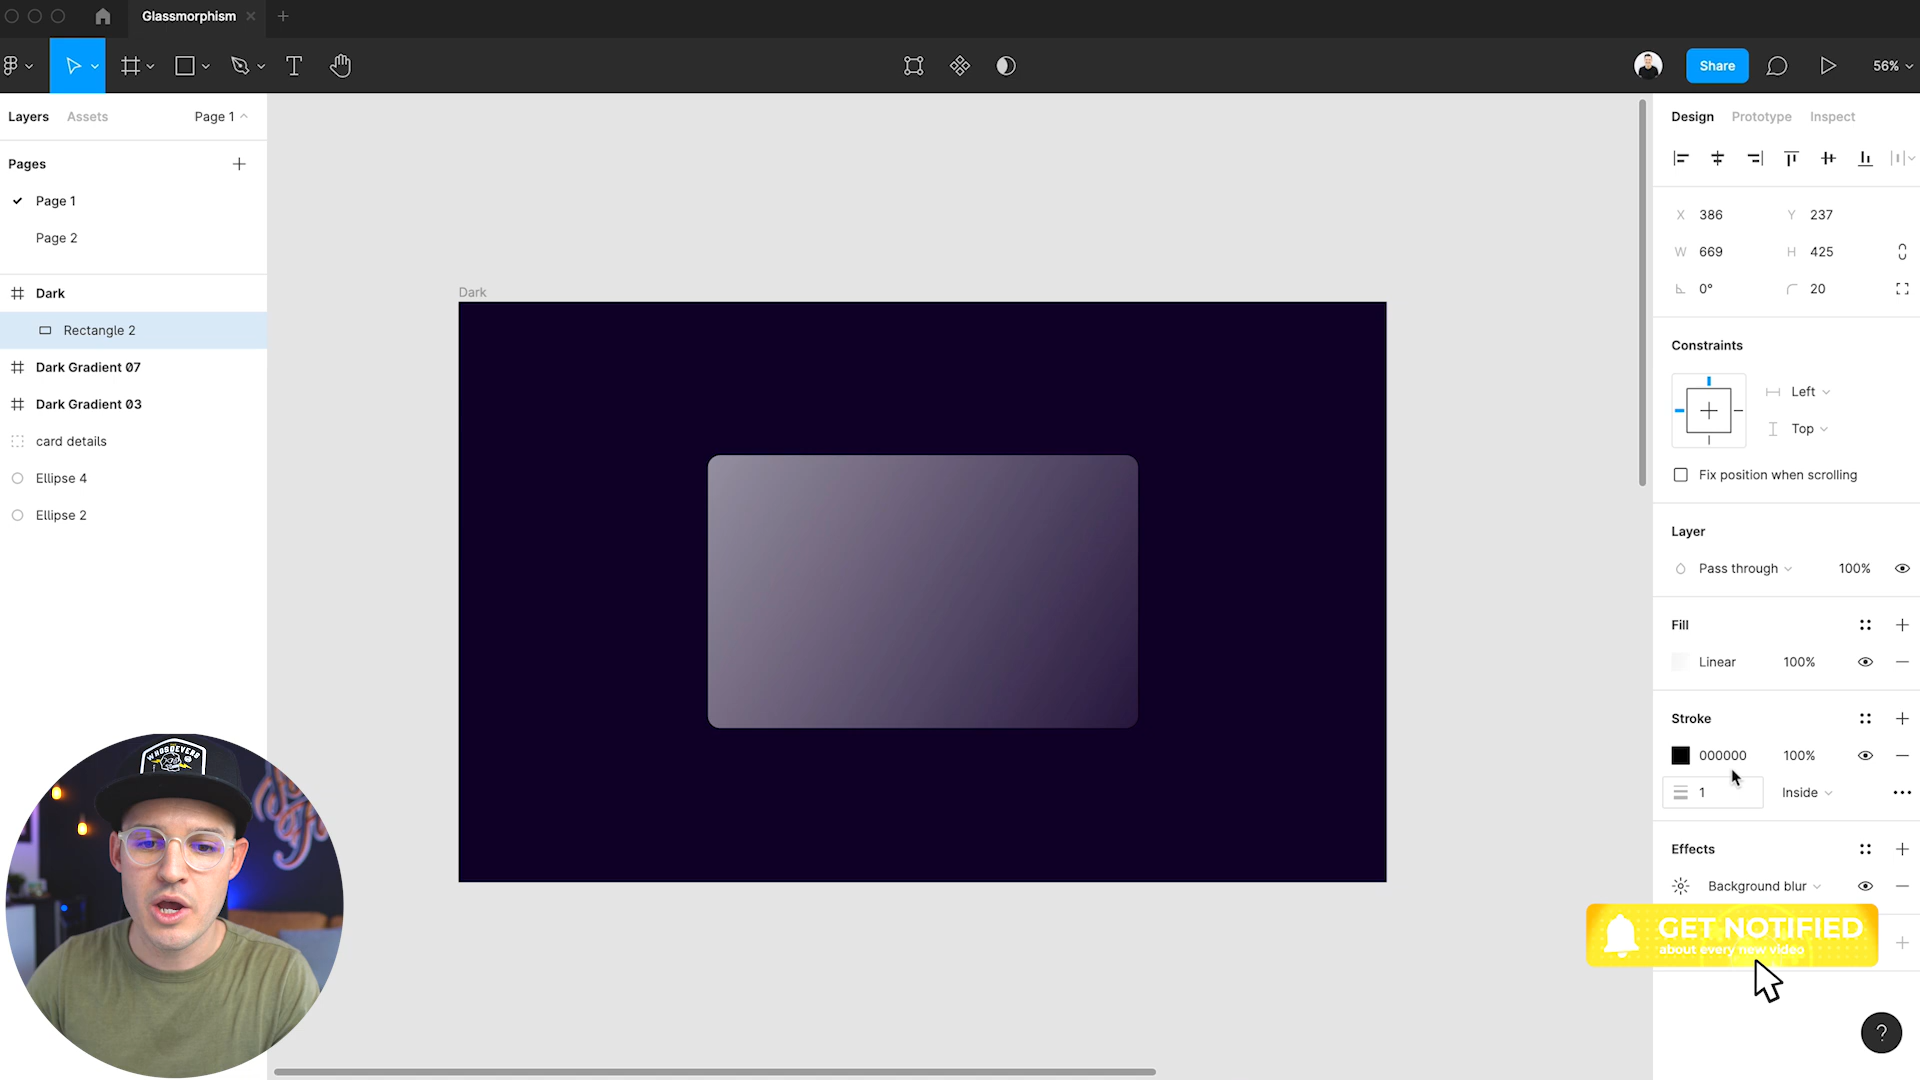 Glassmorphism
Share
56%
Layers
Assets
Page 1
Pages
Page 1
Page 2
Dark
Rectangle 2
Dark Gradient 07
Dark Gradient 03
card details
Ellipse 4
Ellipse 2
Dark
WHOSDEVERS
Design
Prototype
Inspect
X 386
Y 237
W 669
H 425
0°
20
Constraints
Left
Top
Fix position when scrolling
Layer
Pass through
100%
Fill
Linear
100%
Stroke
000000
100%
1
Inside
Effects
Background blur
GET NOTIFIED
about every new video
?